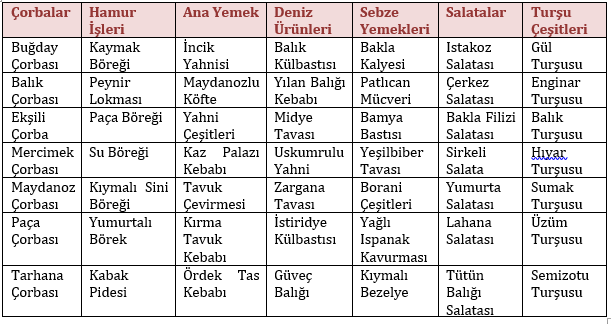 Çorbalar Hamur İşleri Ana Yemek Deniz Ürünleri Sebze Yemekleri Salatalar Turşu Çeşitleri
Buğday Çorbası Kaymak Böreği İncik Yahnisi Balık Külbastısı Bakla Kalyesi Istakoz Salatası Gül Turşusu
Balık Çorbası Peynir Lokması Maydanozlu Köfte Yılan Balığı Kebabı Patlıcan Mücveri Çerkez Salatası Enginar Turşusu
Ekşili Çorba Paça Böreği Yahni Çeşitleri Midye Tavası Bamya Bastısı Bakla Filizi Salatası Balık Turşusu
Mercimek Çorbası Su Böreği Kaz Palazı Kebabı Uskumrulu Yahni Yeşilbiber Tavası Sirkeli Salata Hıyar Turşusu
Maydanoz Çorbası Kıymalı Sini Böreği Tavuk Çevirmesi Zargana Tavası Borani Çeşitleri Yumurta Salatası Sumak Turşusu
Paça Çorbası Yumurtalı Börek Kırma Tavuk Kebabı İstiridye Külbastısı Yağlı Ispanak Kavurması Lahana Salatası Üzüm Turşusu
Tarhana Çorbası Kabak Pidesi Ördek Tas Kebabı Güveç Balığı Kıymalı Bezelye Tütün Balığı Salatası Semizotu Turşusu